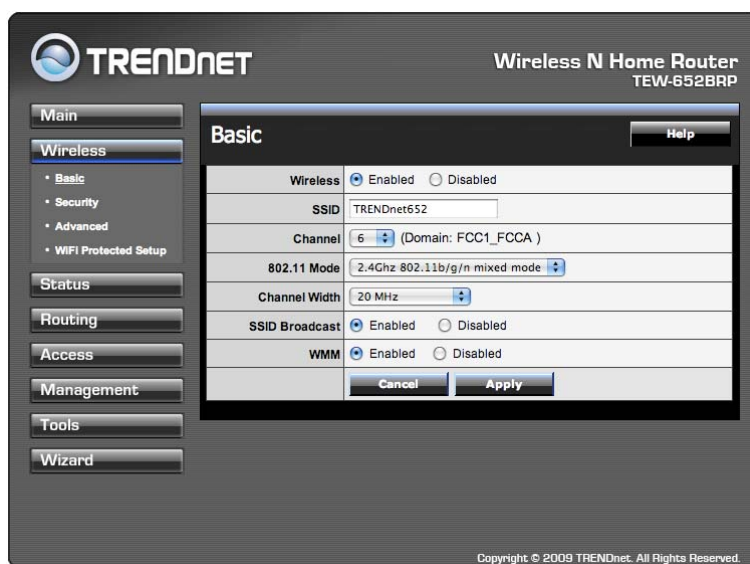 TRENDNET
Wireless N Home Router
TEW-652BRP
Main
Wireless
• Basic
• Security
• Advanced
• WiFi Protected Setup
Status
Routing
Access
Management
Tools
Wizard
Basic
Help
Wireless Enabled Disabled
SSID TRENDnet652
Channel 6 (Domain: FCC1_FCCA )
802.11 Mode 2.4Ghz 802.11b/g/n mixed mode
Channel Width 20 MHz
SSID Broadcast Enabled Disabled
WMM Enabled Disabled
Cancel Apply
Copyright © 2009 TRENDnet. All Rights Reserved.